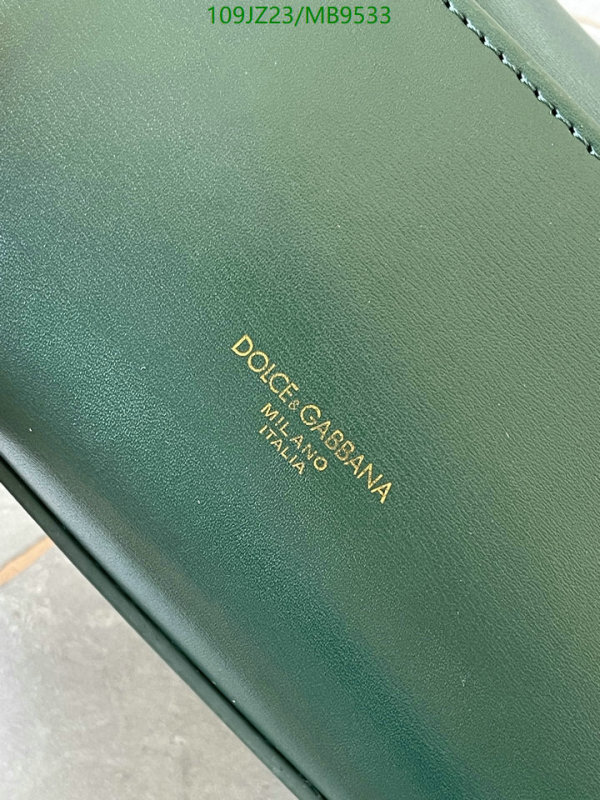 109JZ23/MB9533
DOLCE & GABBANA
MILANO
ITALIA